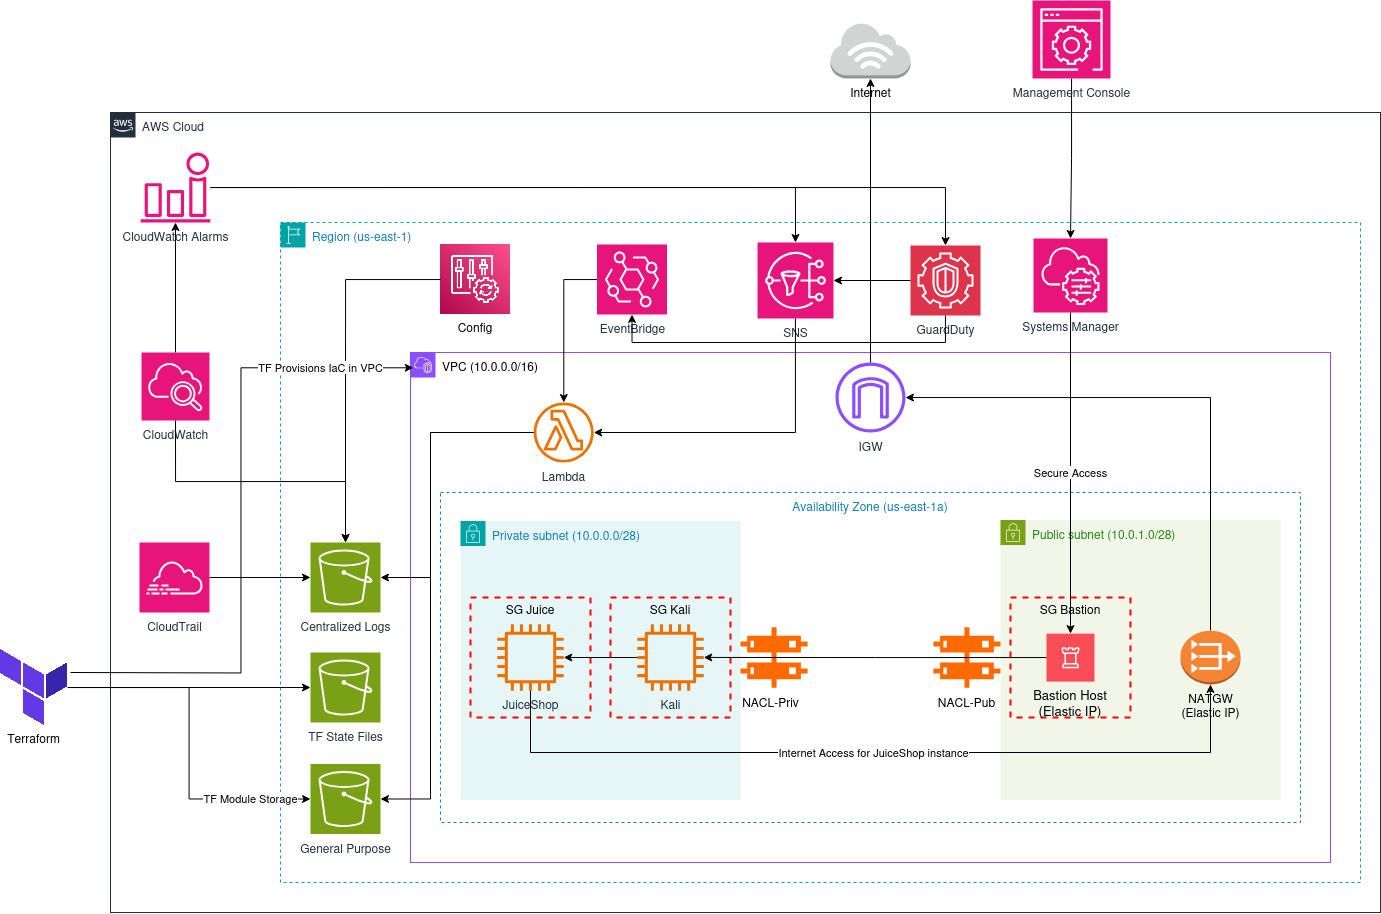 Internet
Management Console
aws
AWS Cloud
CloudWatch Alarms
Region (us-east-1)
Config
EventBridge
SNS
GuardDuty
Systems Manager
TF Provisions IaC in VPC
VPC (10.0.0.0/16)
CloudWatch
IGW
Lambda
Secure Access
Availability Zone (us-east-1a)
Private subnet (10.0.0.0/28)
Public subnet (10.0.1.0/28)
CloudTrail
Centralized Logs
SG Juice
SG Kali
SG Bastion
JuiceShop
Kali
NACL-Priv
NACL-Pub
Bastion Host
(Elastic IP)
NATGW
(Elastic IP)
Terraform
TF State Files
Internet Access for JuiceShop instance
TF Module Storage
General Purpose